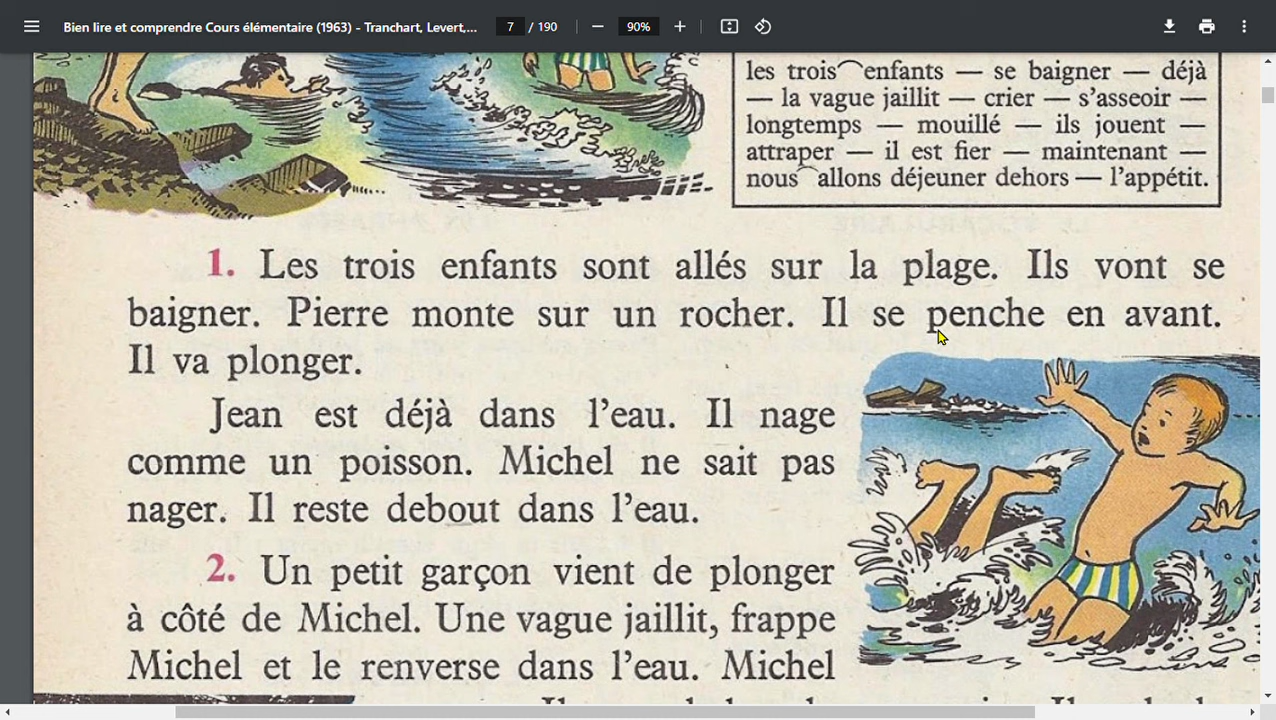 Bien lire et comprendre Cours élémentaire (1963) - Tranchart, Levert,...
7 / 190
90%
les trois enfants — se baigner — déjà
— la vague jaillit — crier — s'asseoir —
longtemps — mouillé — ils jouent —
attraper — il est fier — maintenant —
nous allons déjeuner dehors — l'appétit.
1. Les trois enfants sont allés sur la plage. Ils vont se
baigner. Pierre monte sur un rocher. Il se penche en avant.
Il va plonger.
Jean est déjà dans l'eau. Il nage
comme un poisson. Michel ne sait pas
nager. Il reste debout dans l'eau.
2. Un petit garçon vient de plonger
à côté de Michel. Une vague jaillit, frappe
Michel et le renverse dans l'eau. Michel